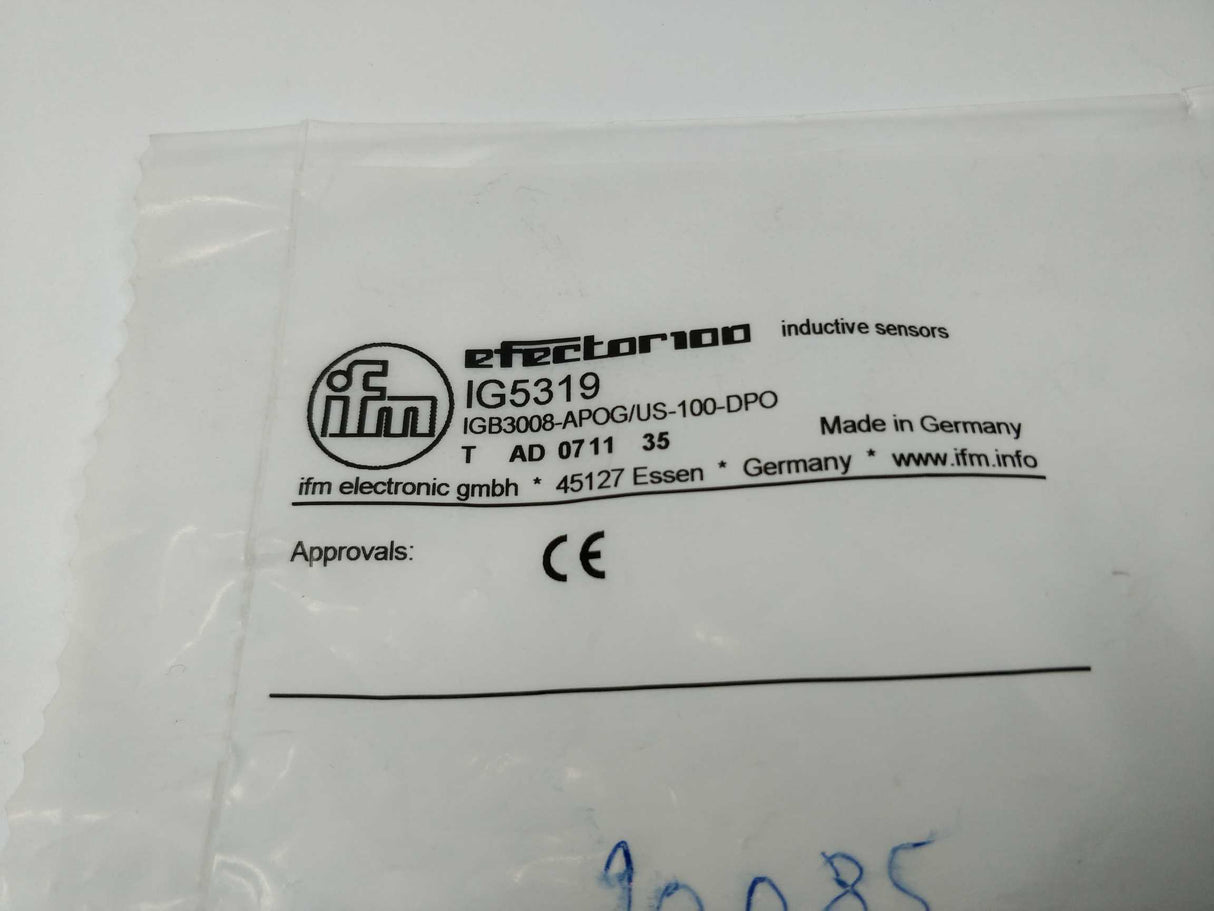 ifm
efector100 inductive sensors
IG5319
IGB3008-APOG/US-100-DPO
T AD 0711 35 Made in Germany
ifm electronic gmbh * 45127 Essen * Germany * www.ifm.info
Approvals: CE